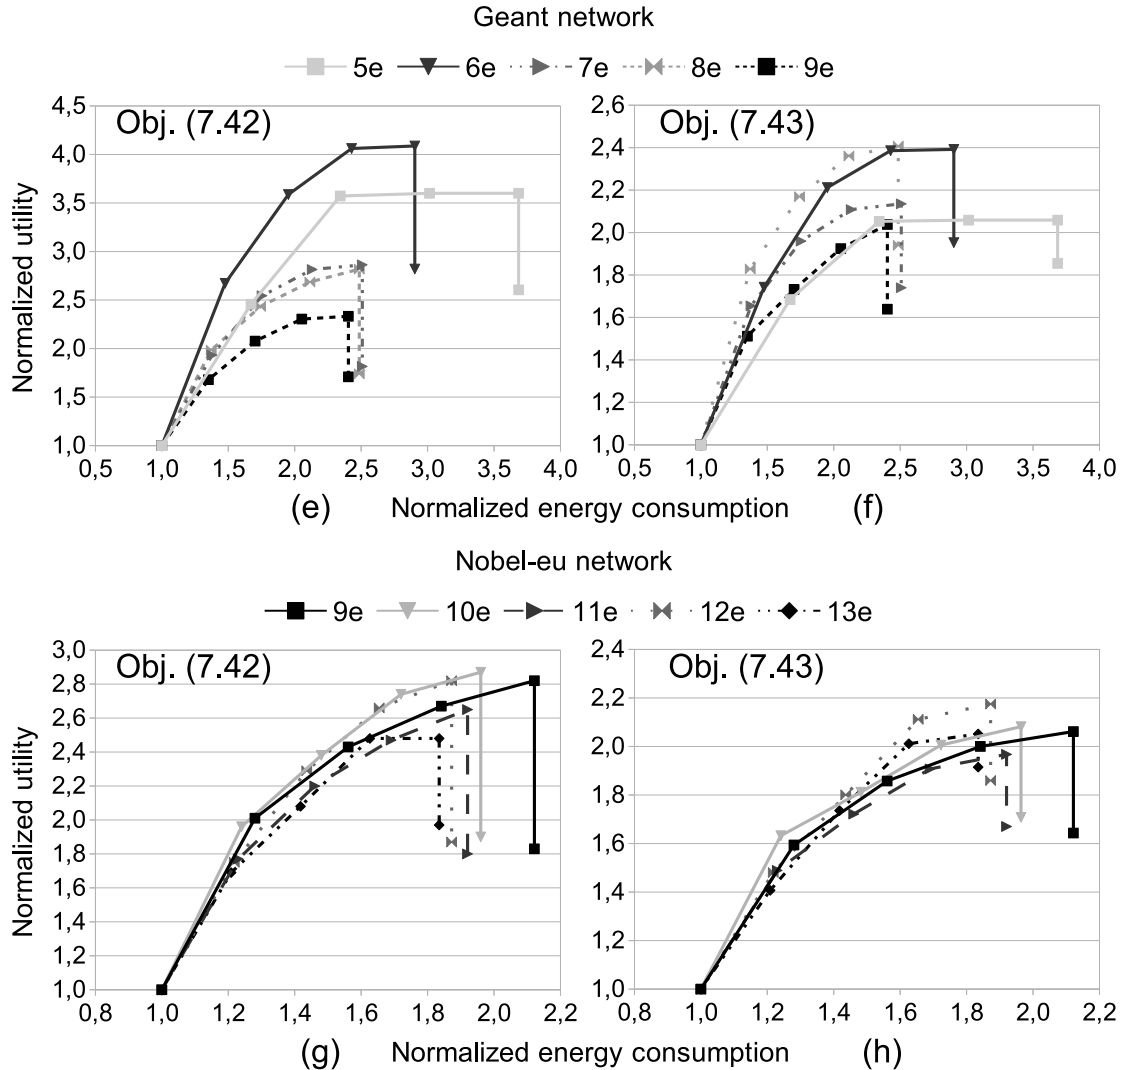 Geant network
5e 6e 7e 8e 9e
Obj. (7.42)
Normalized utility
4,5
4,0
3,5
3,0
2,5
2,0
1,5
1,0
0,5 1,0 1,5 2,0 2,5 3,0 3,5 4,0
Obj. (7.43)
2,6
2,4
2,2
2,0
1,8
1,6
1,4
1,2
1,0
0,5 1,0 1,5 2,0 2,5 3,0 3,5 4,0
(e) Normalized energy consumption (f)
Nobel-eu network
9e 10e 11e 12e 13e
Obj. (7.42)
Normalized utility
3,0
2,8
2,6
2,4
2,2
2,0
1,8
1,6
1,4
1,2
1,0
0,8 1,0 1,2 1,4 1,6 1,8 2,0 2,2
Obj. (7.43)
2,4
2,2
2,0
1,8
1,6
1,4
1,2
1,0
0,8 1,0 1,2 1,4 1,6 1,8 2,0 2,2
(g) Normalized energy consumption (h)